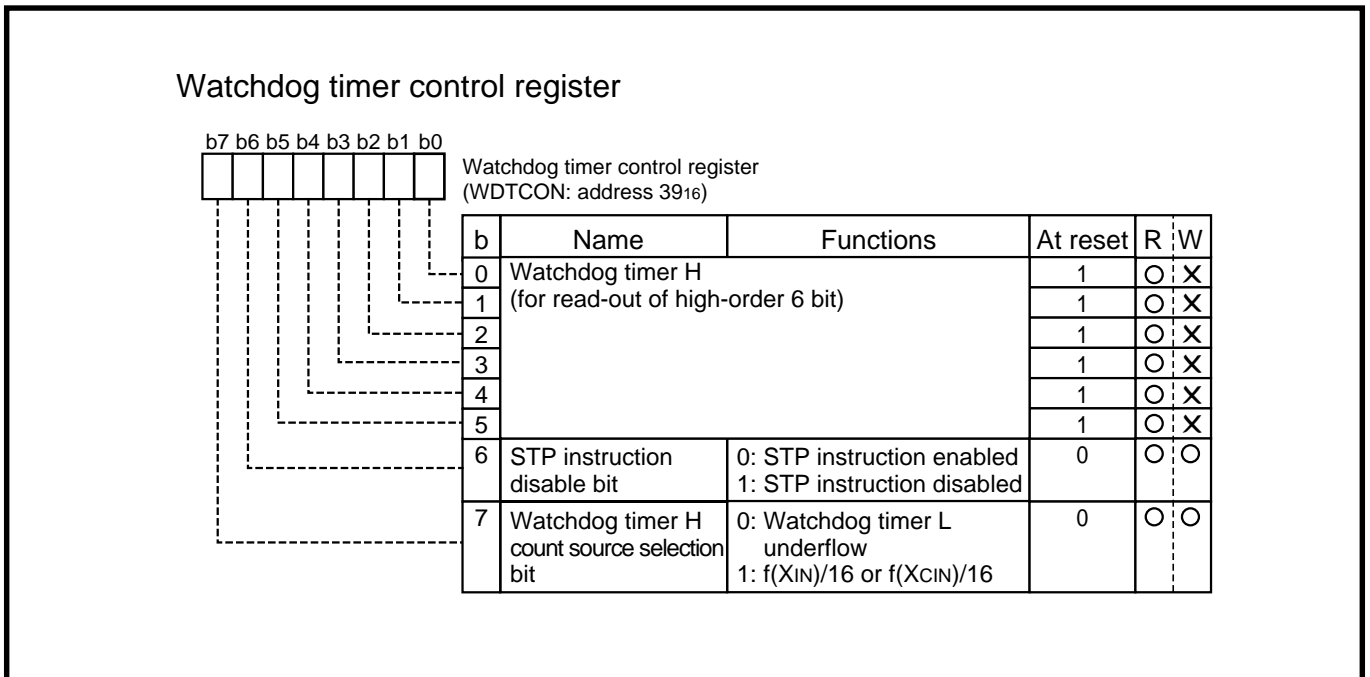 Watchdog timer control register
b7 b6 b5 b4 b3 b2 b1 b0
Watchdog timer control register
(WDTCON: address 3916)
b Name Functions At reset R W
0 Watchdog timer H 1 O X
1 (for read-out of high-order 6 bit) 1 O X
2 1 O X
3 1 O X
4 1 O X
5 1 O X
6 STP instruction 0: STP instruction enabled 0 O O
disable bit 1: STP instruction disabled
7 Watchdog timer H 0: Watchdog timer L 0 O O
count source selection underflow
bit 1: f(XIN)/16 or f(XCIN)/16